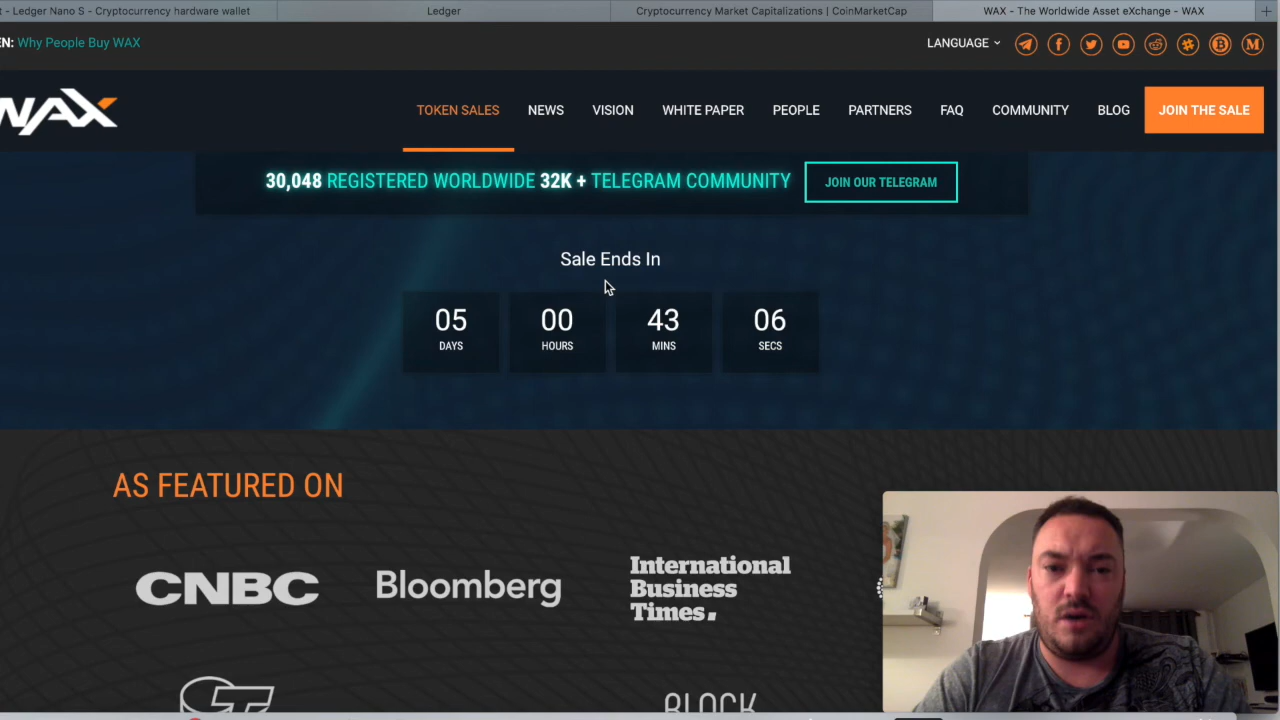 t - Ledger Nano S - Cryptocurrency hardware wallet
Ledger
Cryptocurrency Market Capitalizations | CoinMarketCap
WAX - The Worldwide Asset eXchange - WAX
EN: Why People Buy WAX
LANGUAGE
WAX
TOKEN SALES
NEWS
VISION
WHITE PAPER
PEOPLE
PARTNERS
FAQ
COMMUNITY
BLOG
JOIN THE SALE
30,048 REGISTERED WORLDWIDE 32K + TELEGRAM COMMUNITY
JOIN OUR TELEGRAM
Sale Ends In
05 00 43 06
DAYS HOURS MINS SECS
AS FEATURED ON
CNBC
Bloomberg
International
Business
Times.
BLOCK